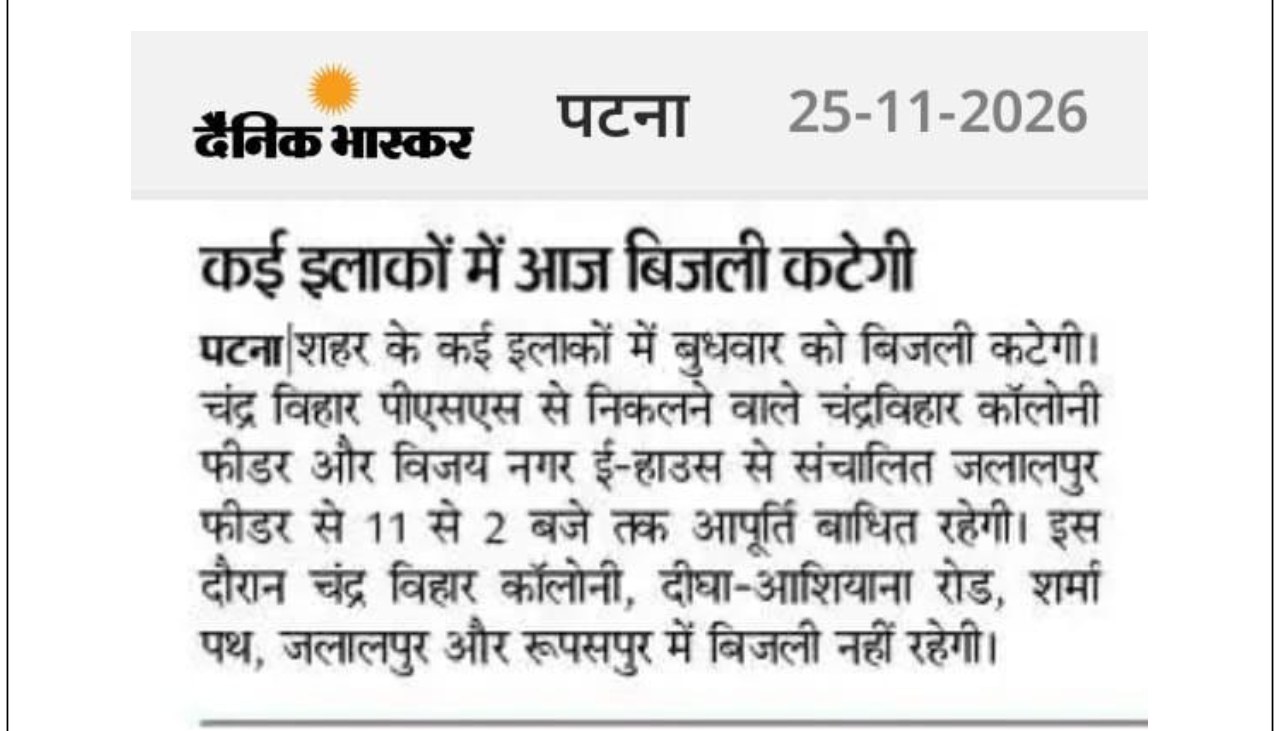 दैनिक भास्कर पटना 25-11-2026
कई इलाकों में आज बिजली कटेगी
पटना|शहर के कई इलाकों में बुधवार को बिजली कटेगी।
चंद्र विहार पीएसएस से निकलने वाले चंद्रविहार कॉलोनी
फीडर और विजय नगर ई-हाउस से संचालित जलालपुर
फीडर से 11 से 2 बजे तक आपूर्ति बाधित रहेगी। इस
दौरान चंद्र विहार कॉलोनी, दीघा-आशियाना रोड, शर्मा
पथ, जलालपुर और रूपसपुर में बिजली नहीं रहेगी।